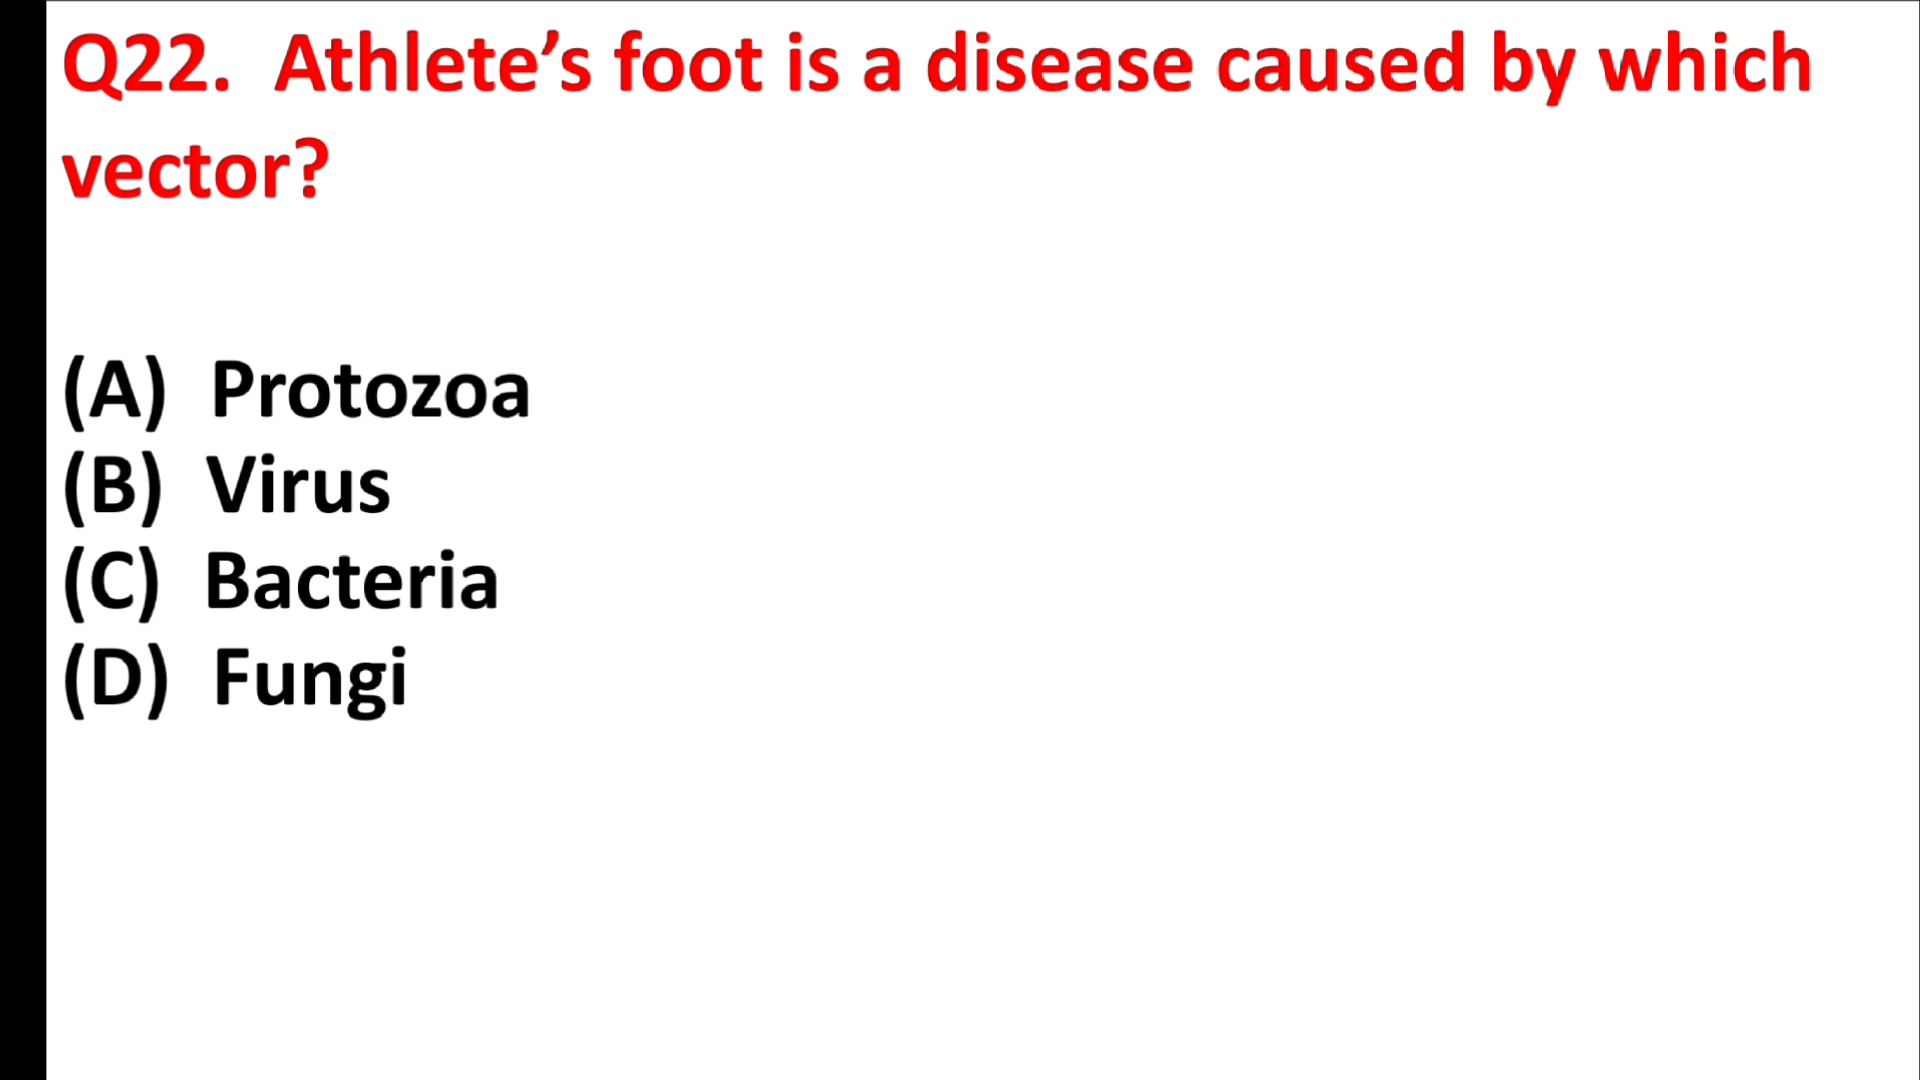 Q22. Athlete’s foot is a disease caused by which
vector?
(A) Protozoa
(B) Virus
(C) Bacteria
(D) Fungi